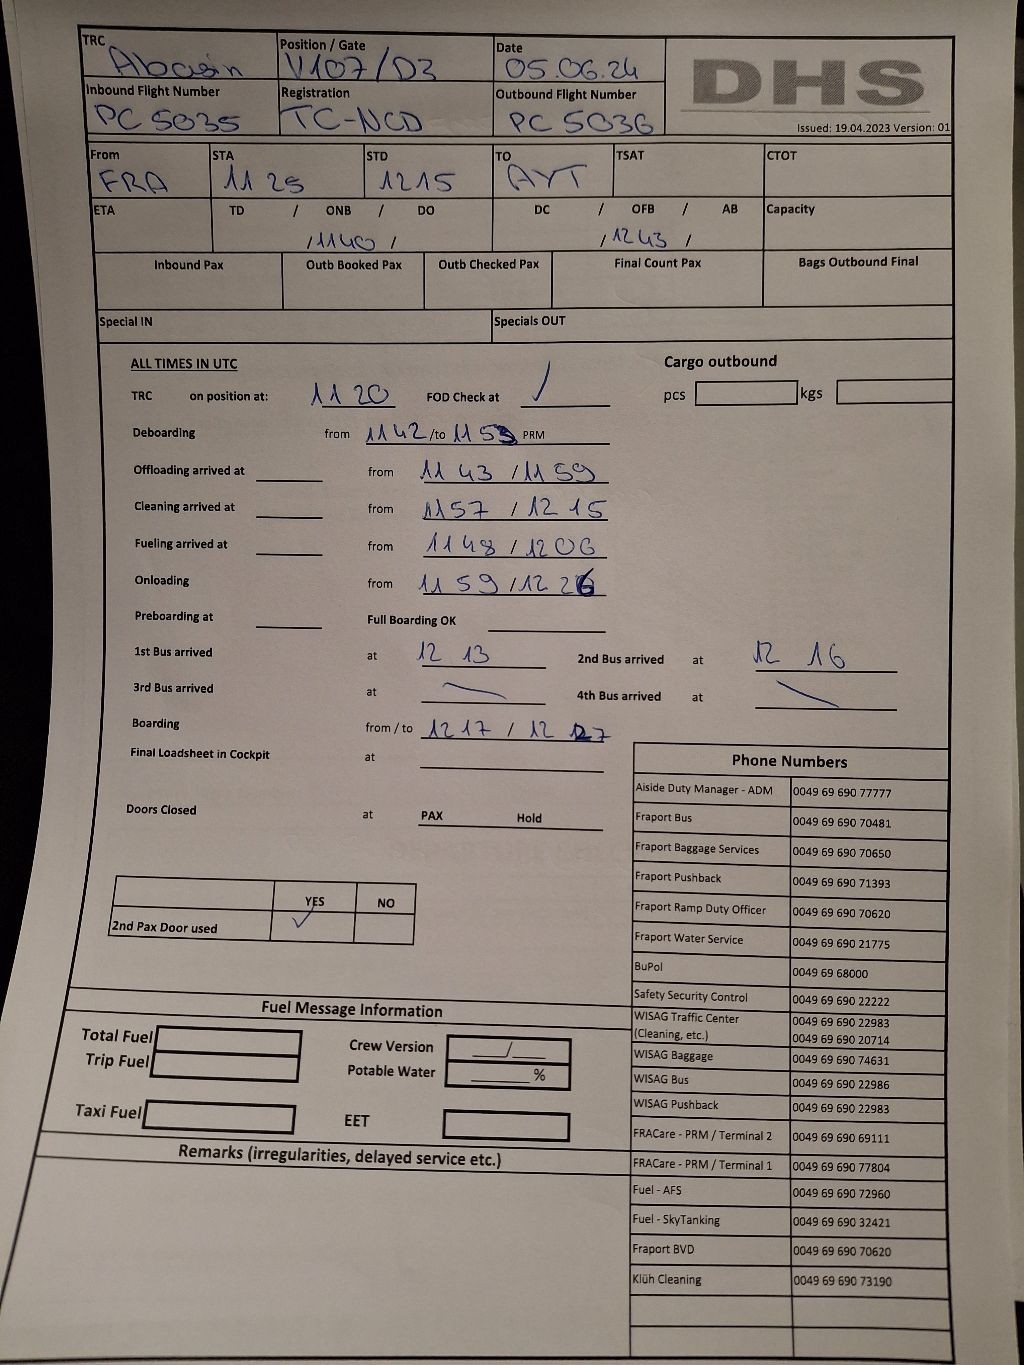 TRC Abasin Position / Gate V107/D3 Date 05.06.24 DHS
Inbound Flight Number PC 5035 Registration TC-NCD Outbound Flight Number PC 5036
Issued: 19.04.2023 Version: 01
From FRA STA 11 25 STD 1215 TO AYT TSAT CTOT
ETA TD / ONB / DO DC / OFB / AB Capacity
/1140 / /1243 /
Inbound Pax Outb Booked Pax Outb Checked Pax Final Count Pax Bags Outbound Final
Special IN Specials OUT
ALL TIMES IN UTC Cargo outbound
TRC on position at: 11 20 FOD Check at pcs kgs
Deboarding from 1142 /to 1153 PRM
Offloading arrived at from 11 43 / 11 59
Cleaning arrived at from 1157 / 12 15
Fueling arrived at from 1148 / 1206
Onloading from 11 59 / 12 26
Preboarding at Full Boarding OK
1st Bus arrived at 12 13 2nd Bus arrived at 12 16
3rd Bus arrived at 4th Bus arrived at
Boarding from / to 12 17 / 12 27
Final Loadsheet in Cockpit at
Doors Closed at PAX Hold
YES NO
2nd Pax Door used ✓
Phone Numbers
Aiside Duty Manager - ADM 0049 69 690 77777
Fraport Bus 0049 69 690 70481
Fraport Baggage Services 0049 69 690 70650
Fraport Pushback 0049 69 690 71393
Fraport Ramp Duty Officer 0049 69 690 70620
Fraport Water Service 0049 69 690 21775
BuPol 0049 69 68000
Safety Security Control 0049 69 690 22222
WISAG Traffic Center 0049 69 690 22983
(Cleaning, etc.) 0049 69 690 20714
WISAG Baggage 0049 69 690 74631
WISAG Bus 0049 69 690 22986
WISAG Pushback 0049 69 690 22983
FRACare - PRM / Terminal 2 0049 69 690 69111
FRACare - PRM / Terminal 1 0049 69 690 77804
Fuel - AFS 0049 69 690 72960
Fuel - SkyTanking 0049 69 690 32421
Fraport BVD 0049 69 690 70620
Klüh Cleaning 0049 69 690 73190
Fuel Message Information
Total Fuel Crew Version ___/___
Trip Fuel Potable Water ______ %
Taxi Fuel EET
Remarks (irregularities, delayed service etc.)